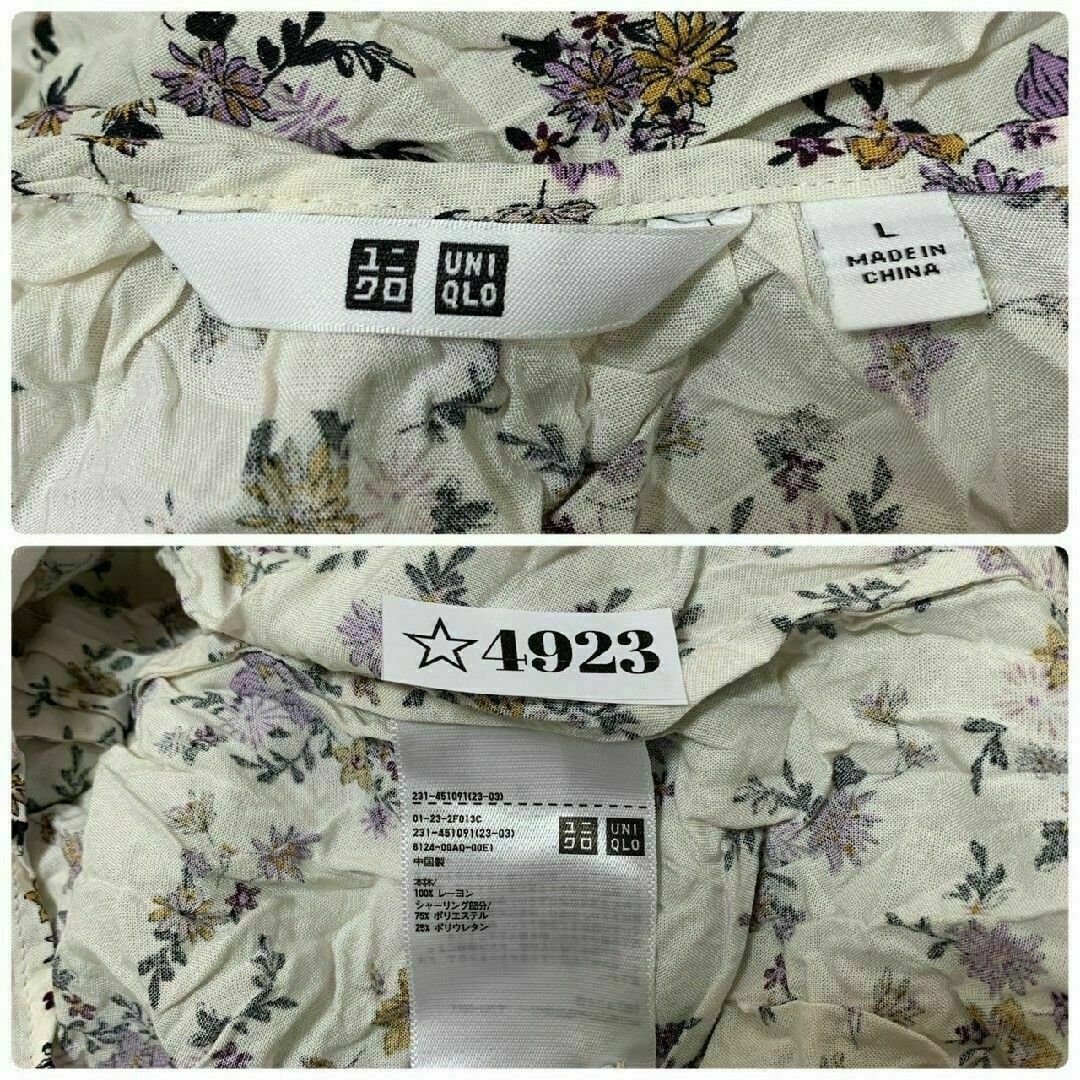 ユニ
クロ
UNI
QLO
L
MADE IN
CHINA
☆4923
231-451091(23-03)
01-23-2F013C
231-451091(23-03)
6124-00AQ-00E1
中国製
ユニ
クロ
UNI
QLO
本体/
100% レーヨン
シャーリング部分/
75% ポリエステル
25% ポリウレタン